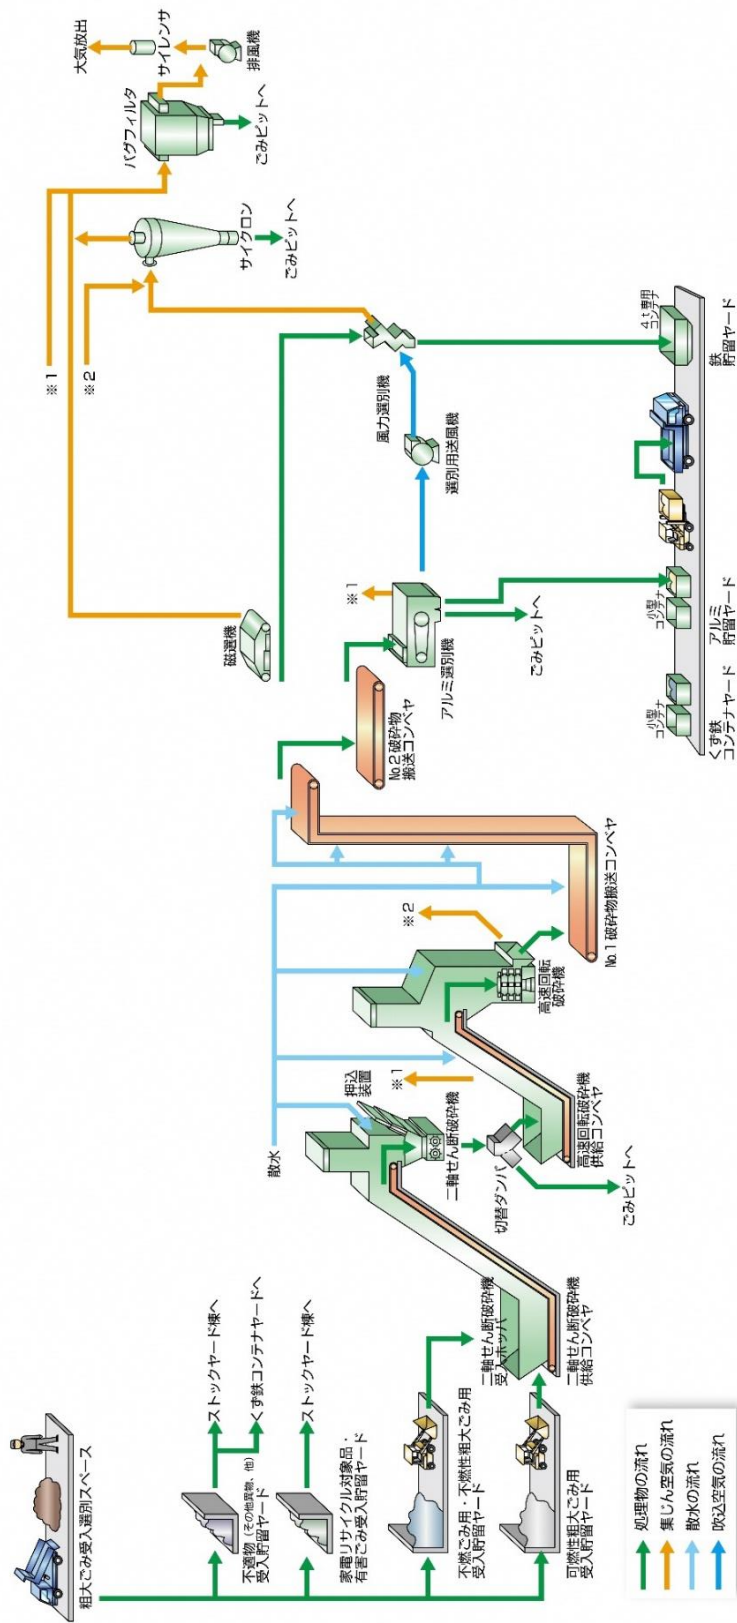 粗大ごみ受入選別スペース
不適物（その他異物、他）
受入貯留ヤード
ストックヤード棟へ
くず鉄コンテナヤードへ
家電リサイクル対象品・
有害ごみ受入貯留ヤード
ストックヤード棟へ
不燃ごみ用・不燃性粗大ごみ用
受入貯留ヤード
可燃性粗大ごみ用
受入貯留ヤード
二軸せん断破砕機
受入ホッパ
二軸せん断破砕機
供給コンベヤ
散水
押込
装置
二軸せん断破砕機
※1
切替ダンパ
ごみピットへ
高速回転破砕機
供給コンベヤ
高速回転
破砕機
※2
No.1 破砕物搬送コンベヤ
No.2 破砕物
搬送コンベヤ
磁選機
アルミ選別機
※1
ごみピットへ
選別用送風機
風力選別機
※1
※2
サイクロン
ごみピットへ
バグフィルタ
ごみピットへ
排風機
サイレンサ
大気放出
小型
コンテナ
くず鉄
コンテナヤード
小型
コンテナ
アルミ
貯留ヤード
4t専用
コンテナ
鉄
貯留ヤード
処理物の流れ
集じん空気の流れ
散水の流れ
吹込空気の流れ